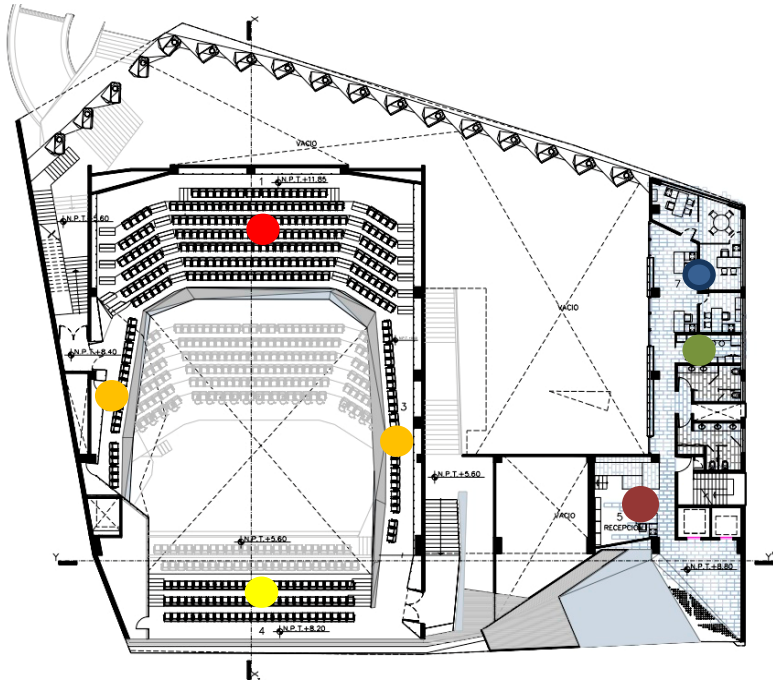 X
VACIO
1
N.P.T.+11.85
N.P.T.+5.60
7
VACIO
N.P.T.+8.40
3
N.P.T.+5.60
5
RECEPCION
VACIO
N.P.T.+5.60
Y
Y
N.P.T.+8.80
4
N.P.T.+8.20
X